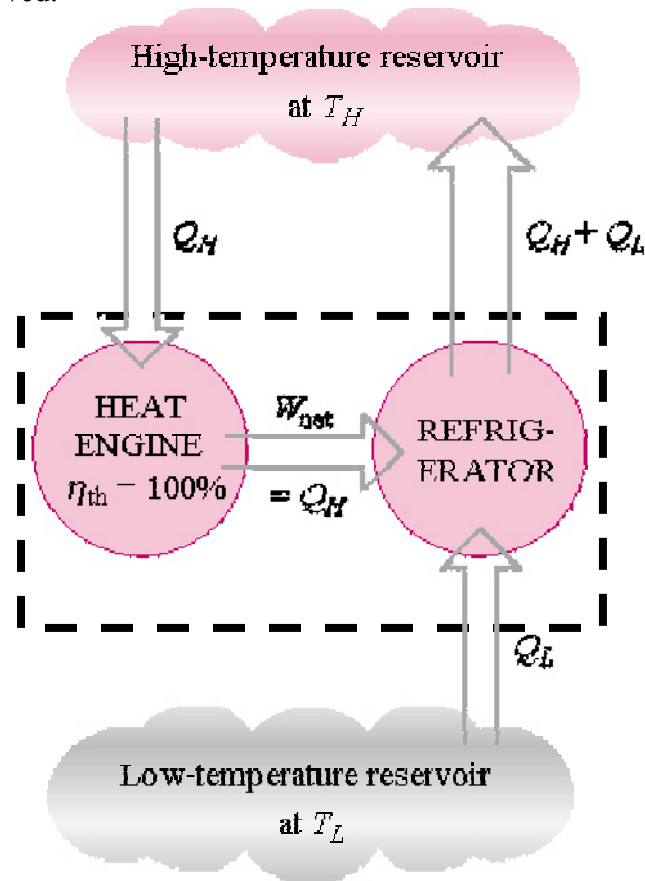 ved.
High-temperature reservoir
at T_H
Q_H
Q_H + Q_L
HEAT
ENGINE
η_th = 100%
W_net
= Q_H
REFRIG-
ERATOR
Q_L
Low-temperature reservoir
at T_L